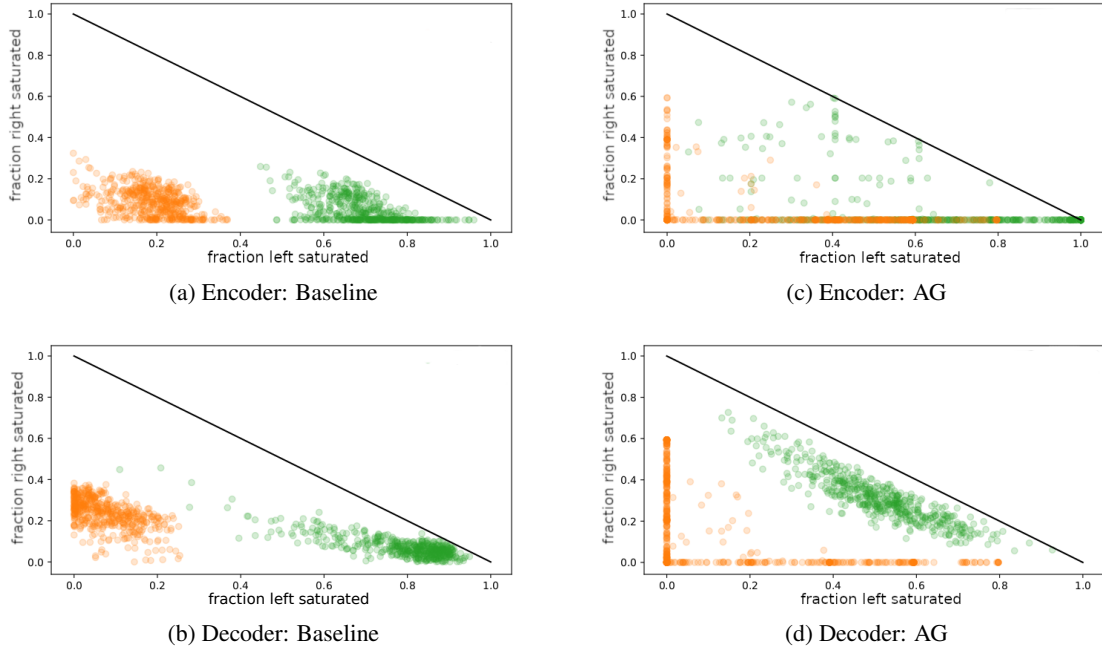 fraction right saturated
1.0
0.8
0.6
0.4
0.2
0.0
0.0 0.2 0.4 0.6 0.8 1.0
fraction left saturated
(a) Encoder: Baseline
fraction right saturated
1.0
0.8
0.6
0.4
0.2
0.0
0.0 0.2 0.4 0.6 0.8 1.0
fraction left saturated
(c) Encoder: AG
fraction right saturated
1.0
0.8
0.6
0.4
0.2
0.0
0.0 0.2 0.4 0.6 0.8 1.0
fraction left saturated
(b) Decoder: Baseline
fraction right saturated
1.0
0.8
0.6
0.4
0.2
0.0
0.0 0.2 0.4 0.6 0.8 1.0
fraction left saturated
(d) Decoder: AG